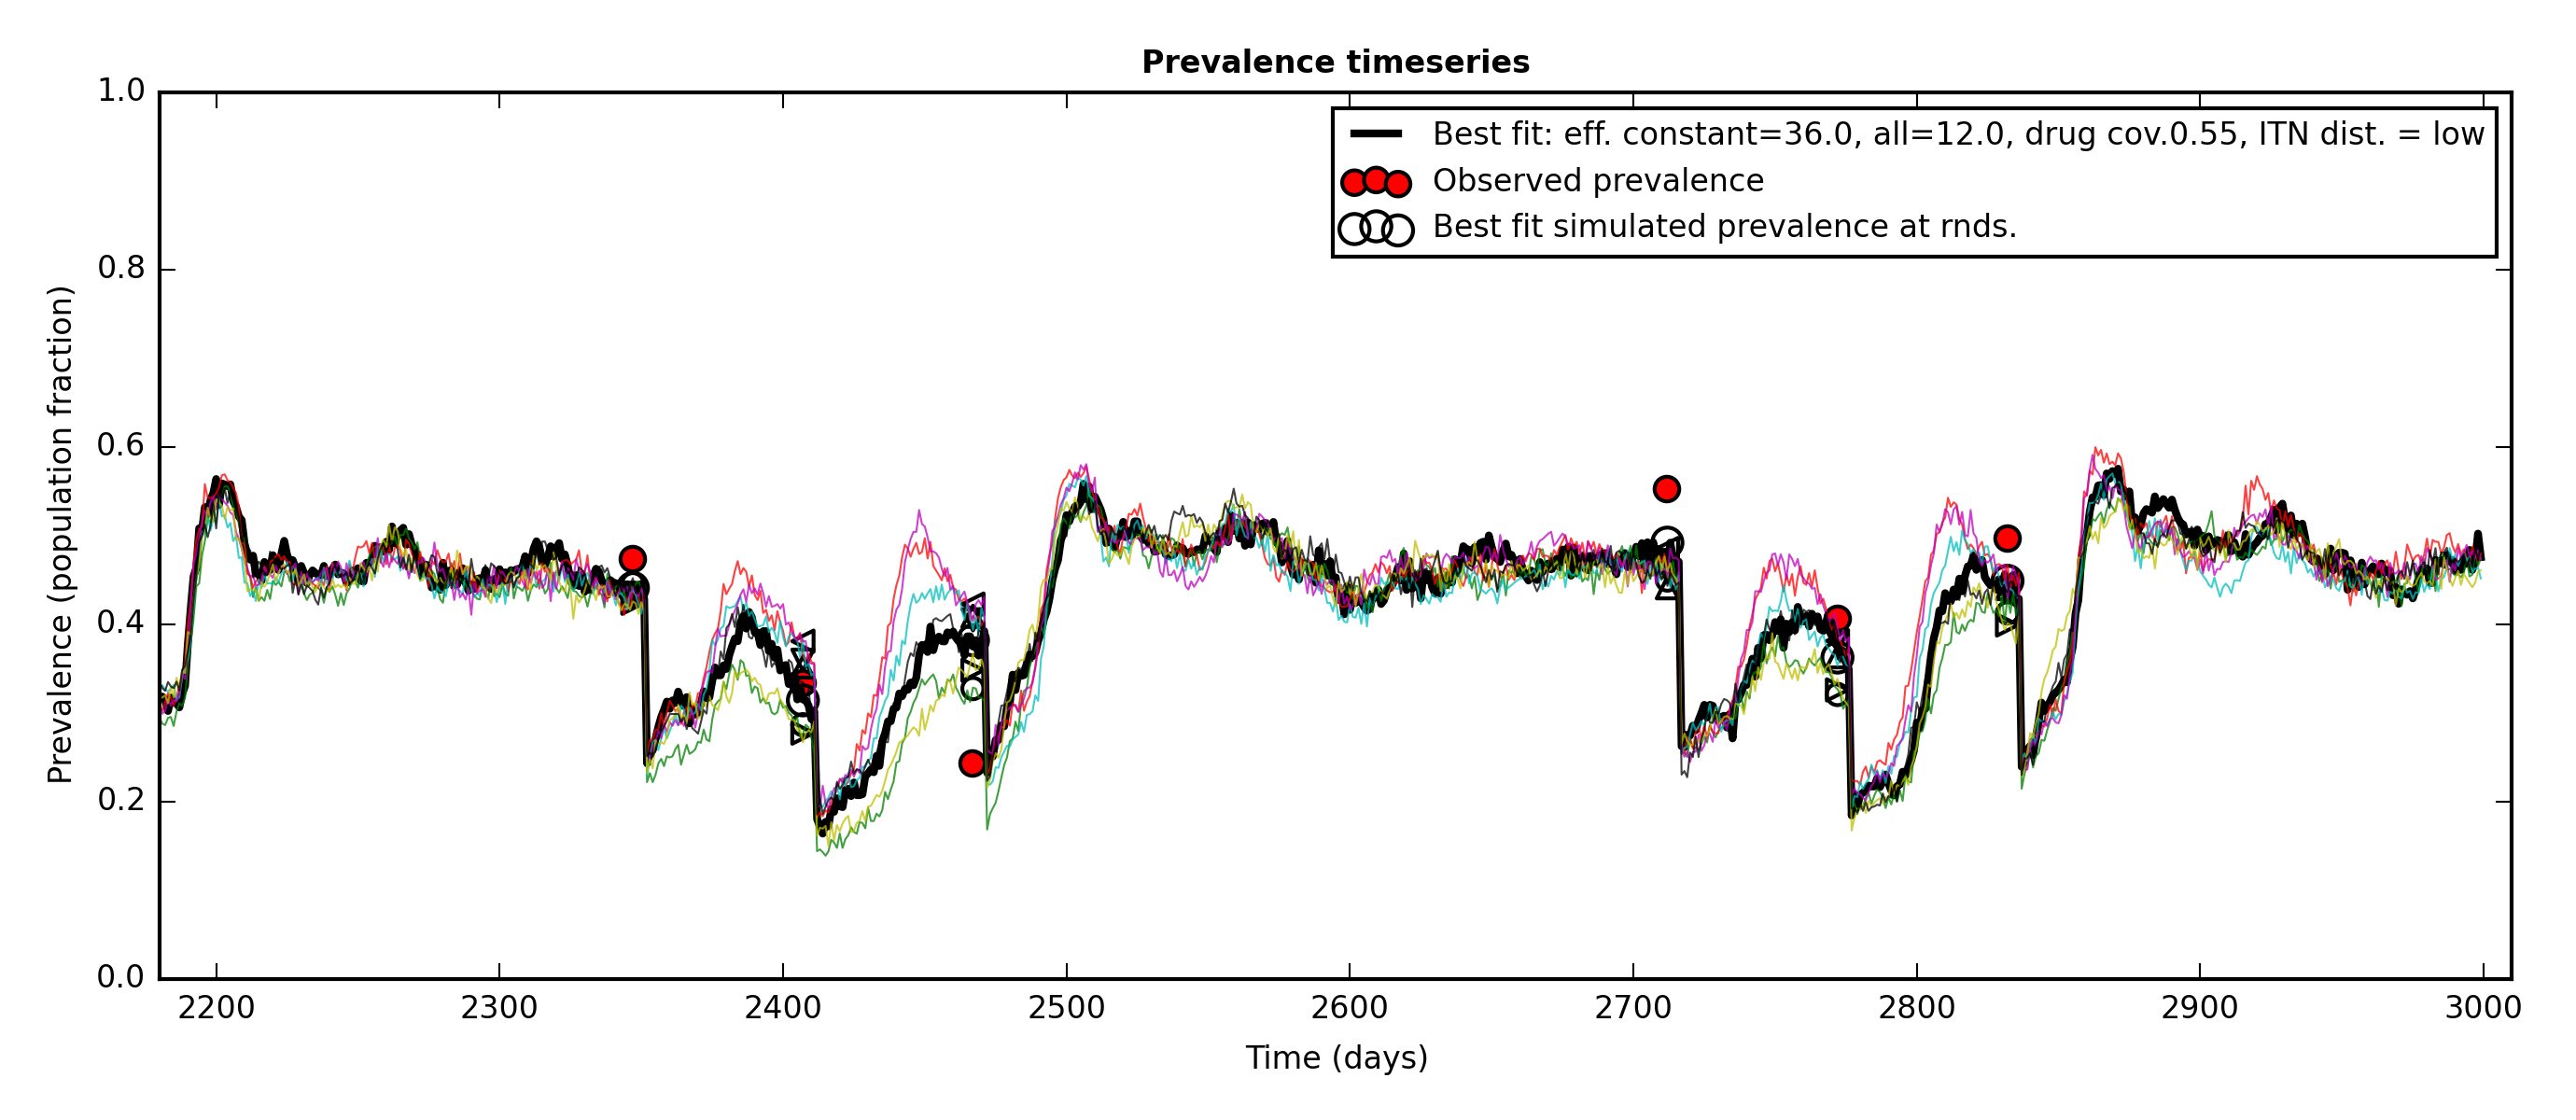 Prevalence timeseries
1.0
0.8
0.6
0.4
0.2
0.0
Prevalence (population fraction)
Best fit: eff. constant=36.0, all=12.0, drug cov.0.55, ITN dist. = low
Observed prevalence
Best fit simulated prevalence at rnds.
2200 2300 2400 2500 2600 2700 2800 2900 3000
Time (days)